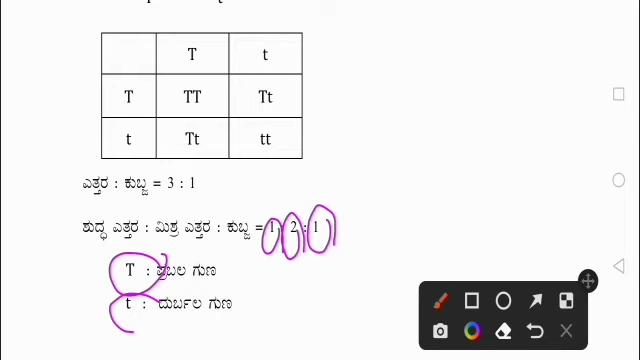 T t
T TT Tt
t Tt tt
ಎತ್ತರ : ಕುಬ್ಜ = 3 : 1
ಶುದ್ಧ ಎತ್ತರ : ಮಿಶ್ರ ಎತ್ತರ : ಕುಬ್ಜ = 1 : 2 : 1
T : ಪ್ರಬಲ ಗುಣ
t : ದುರ್ಬಲ ಗುಣ